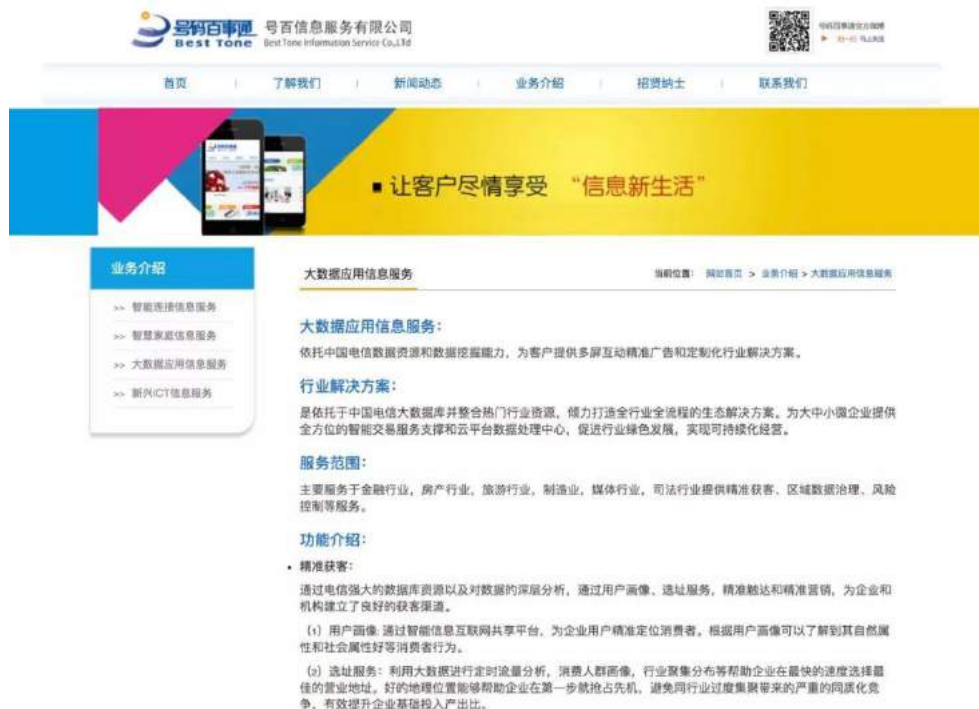 号码百事通
Best Tone
号百信息服务有限公司
Best Tone Information Service Co.,Ltd
首页
了解我们
新闻动态
业务介绍
招贤纳士
联系我们
让客户尽情享受 “信息新生活”
业务介绍
>> 智能连接信息服务
>> 智慧家庭信息服务
>> 大数据应用信息服务
>> 新兴ICT信息服务
大数据应用信息服务
当前位置： 网站首页 > 业务介绍 > 大数据应用信息服务
大数据应用信息服务：
依托中国电信数据资源和数据挖掘能力，为客户提供多屏互动精准广告和定制化行业解决方案。
行业解决方案：
是依托于中国电信大数据库并整合热门行业资源，倾力打造全行业全流程的生态解决方案。为大中小微企业提供
全方位的智能交易服务支撑和云平台数据处理中心，促进行业绿色发展，实现可持续化经营。
服务范围：
主要服务于金融行业，房产行业，旅游行业，制造业，媒体行业，司法行业提供精准获客、区域数据治理、风险
控制等服务。
功能介绍：
• 精准获客：
通过电信强大的数据库资源以及对数据的深层分析，通过用户画像、选址服务，精准触达和精准营销，为企业和
机构建立了良好的获客渠道。
（1）用户画像: 通过智能信息互联网共享平台，为企业用户精准定位消费者。根据用户画像可以了解到其自然属
性和社会属性好等消费者行为。
（2）选址服务：利用大数据进行定时流量分析，消费人群画像，行业聚集分布等帮助企业在最快的速度选择最
佳的营业地址。好的地理位置能够帮助企业在第一步就抢占先机，避免同行业过度集聚带来的严重的同质化竞
争，有效提升企业基础投入产出比。